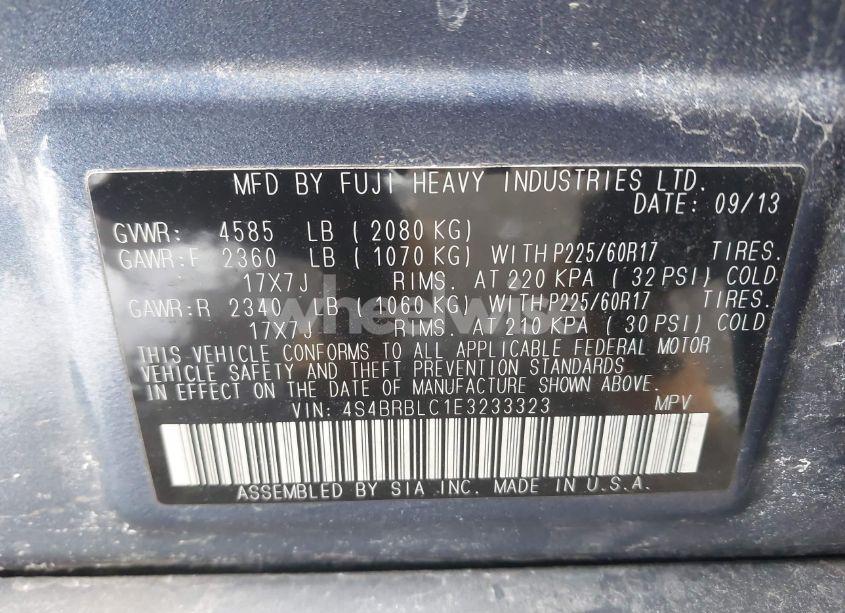 MFD BY FUJI HEAVY INDUSTRIES LTD.
DATE: 09/13
GVWR: 4585 LB ( 2080 KG)
GAWR:F 2360 LB ( 1070 KG) WITH P225/60R17 TIRES.
17X7J RIMS. AT 220 KPA ( 32 PSI) COLD
GAWR:R 2340 LB ( 1060 KG) WITH P225/60R17 TIRES.
17X7J RIMS. AT 210 KPA ( 30 PSI) COLD
wheelwise
THIS VEHICLE CONFORMS TO ALL APPLICABLE FEDERAL MOTOR
VEHICLE SAFETY AND THEFT PREVENTION STANDARDS
IN EFFECT ON THE DATE OF MANUFACTURE SHOWN ABOVE.
VIN: 4S4BRBLC1E3233323 MPV
ASSEMBLED BY SIA INC. MADE IN U.S.A.